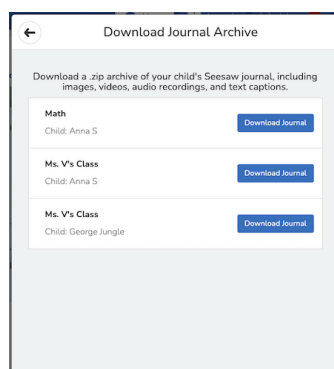 Download Journal Archive
Download a .zip archive of your child's Seesaw journal, including
images, videos, audio recordings, and text captions.
Math
Child: Anna S
Download Journal
Ms. V's Class
Child: Anna S
Download Journal
Ms. V's Class
Child: George Jungle
Download Journal